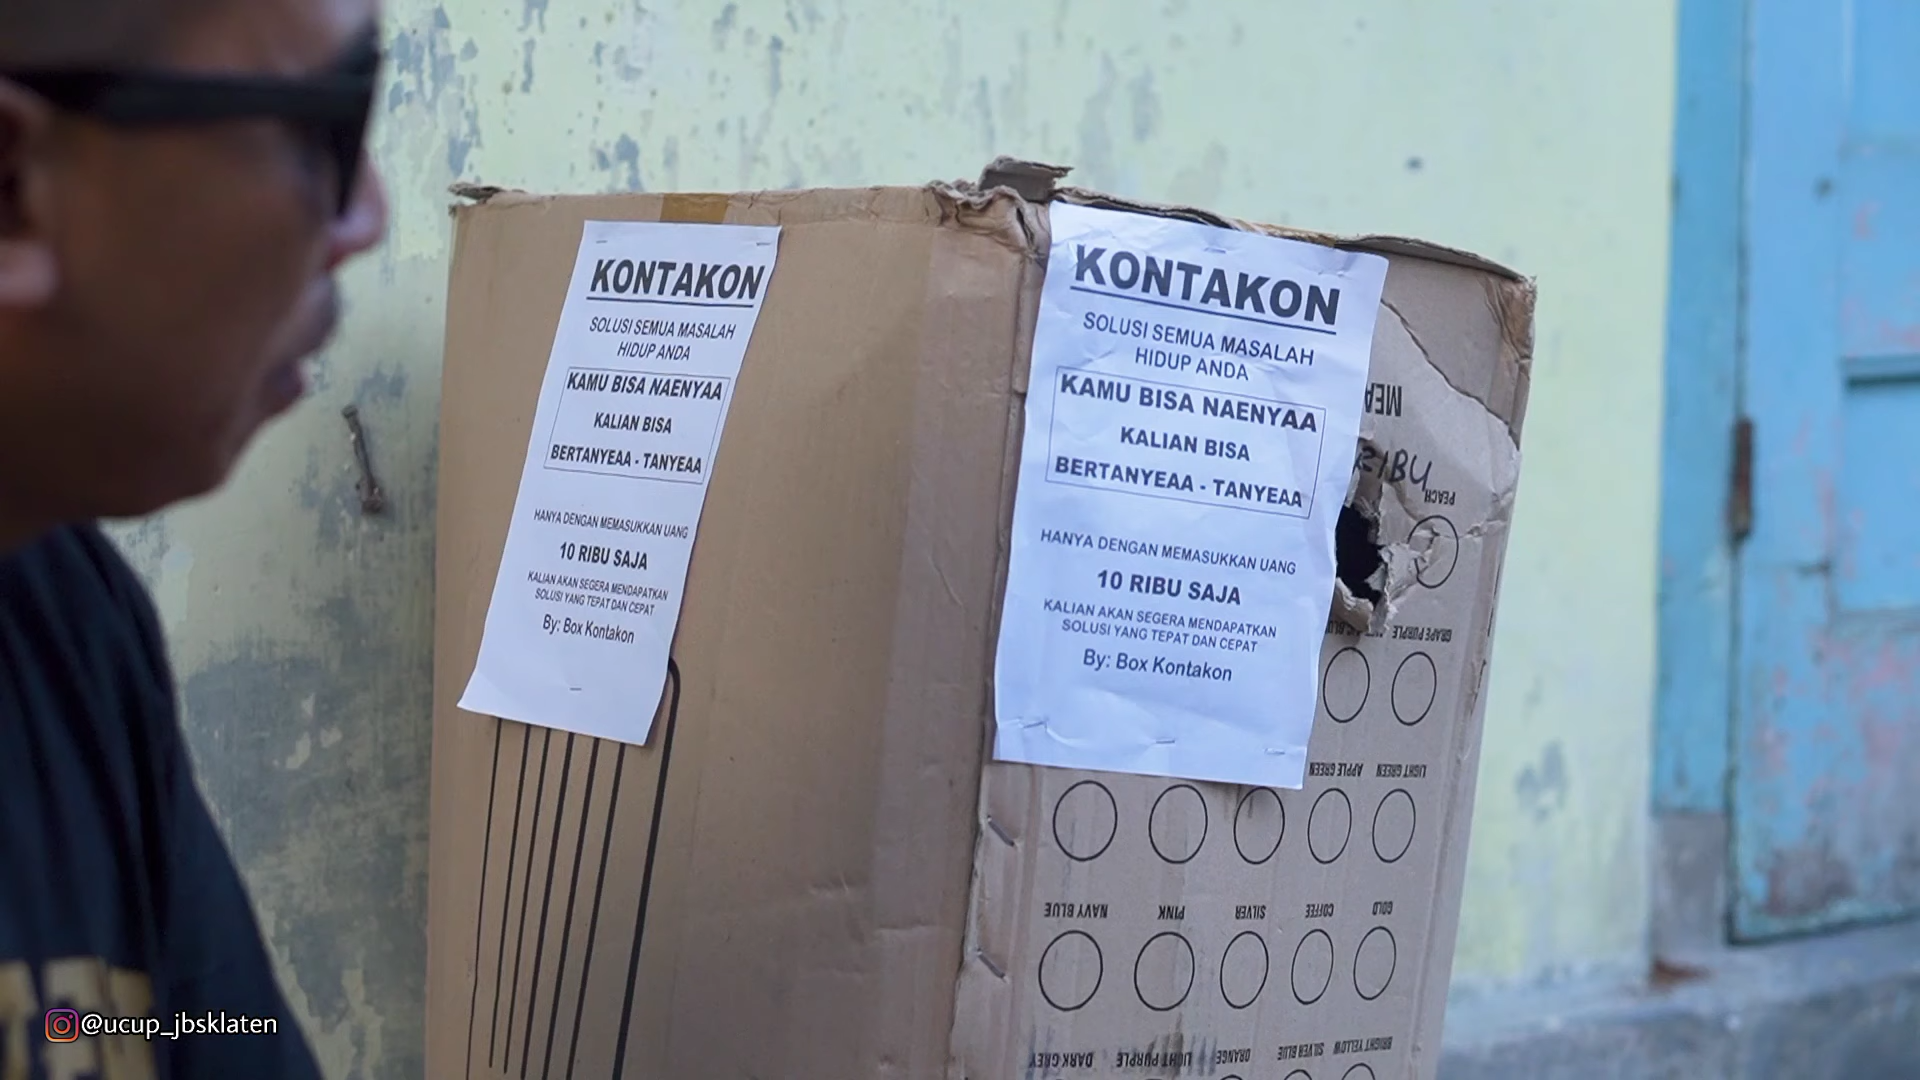 KONTAKON
SOLUSI SEMUA MASALAH
HIDUP ANDA
KAMU BISA NAENYAA
KALIAN BISA
BERTANYEAA - TANYEAA
HANYA DENGAN MEMASUKKAN UANG
10 RIBU SAJA
KALIAN AKAN SEGERA MENDAPATKAN
SOLUSI YANG TEPAT DAN CEPAT
By: Box Kontakon
KONTAKON
SOLUSI SEMUA MASALAH
HIDUP ANDA
KAMU BISA NAENYAA
KALIAN BISA
BERTANYEAA - TANYEAA
HANYA DENGAN MEMASUKKAN UANG
10 RIBU SAJA
KALIAN AKAN SEGERA MENDAPATKAN
SOLUSI YANG TEPAT DAN CEPAT
By: Box Kontakon
MEA
RIBU
PEACH
GRAPE PURPLE
APPLE GREEN LIGHT GREEN
NAVY BLUE PINK SILVER COFFEE GOLD
DARK GREY LIGHT PURPLE ORANGE SILVER BLUE BRIGHT YELLOW
@ucup_jbsklaten